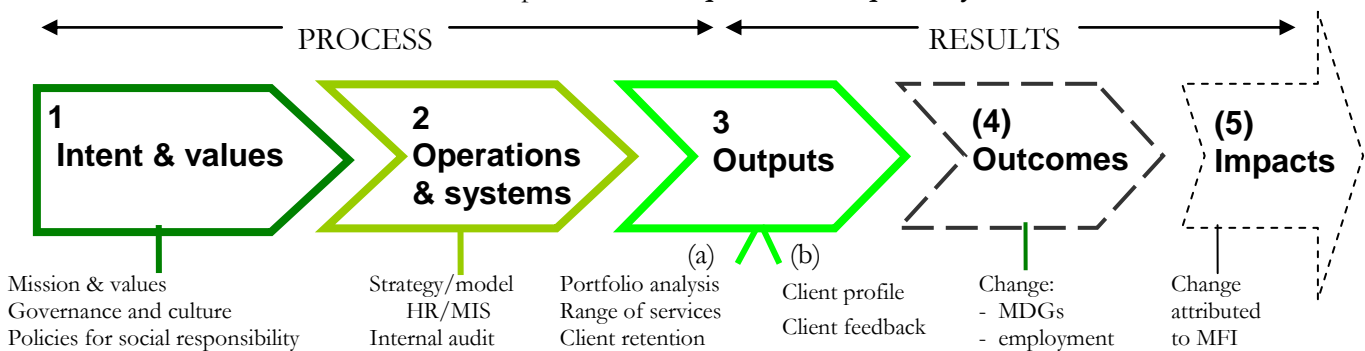 PROCESS
RESULTS
1
Intent & values
2
Operations
& systems
3
Outputs
(4)
Outcomes
(5)
Impacts
Mission & values
Governance and culture
Policies for social responsibility
Strategy/model
HR/MIS
Internal audit
(a)
Portfolio analysis
Range of services
Client retention
(b)
Client profile
Client feedback
Change:
- MDGs
- employment
Change
attributed
to MFI